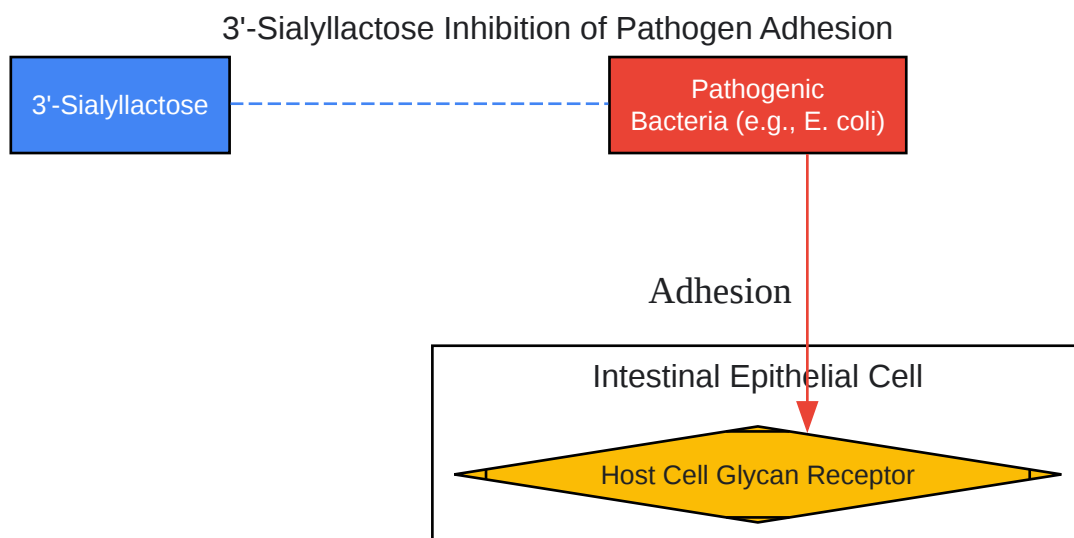 3'-Sialyllactose Inhibition of Pathogen Adhesion
3'-Sialyllactose
Pathogenic
Bacteria (e.g., E. coli)
Adhesion
Intestinal Epithelial Cell
Host Cell Glycan Receptor